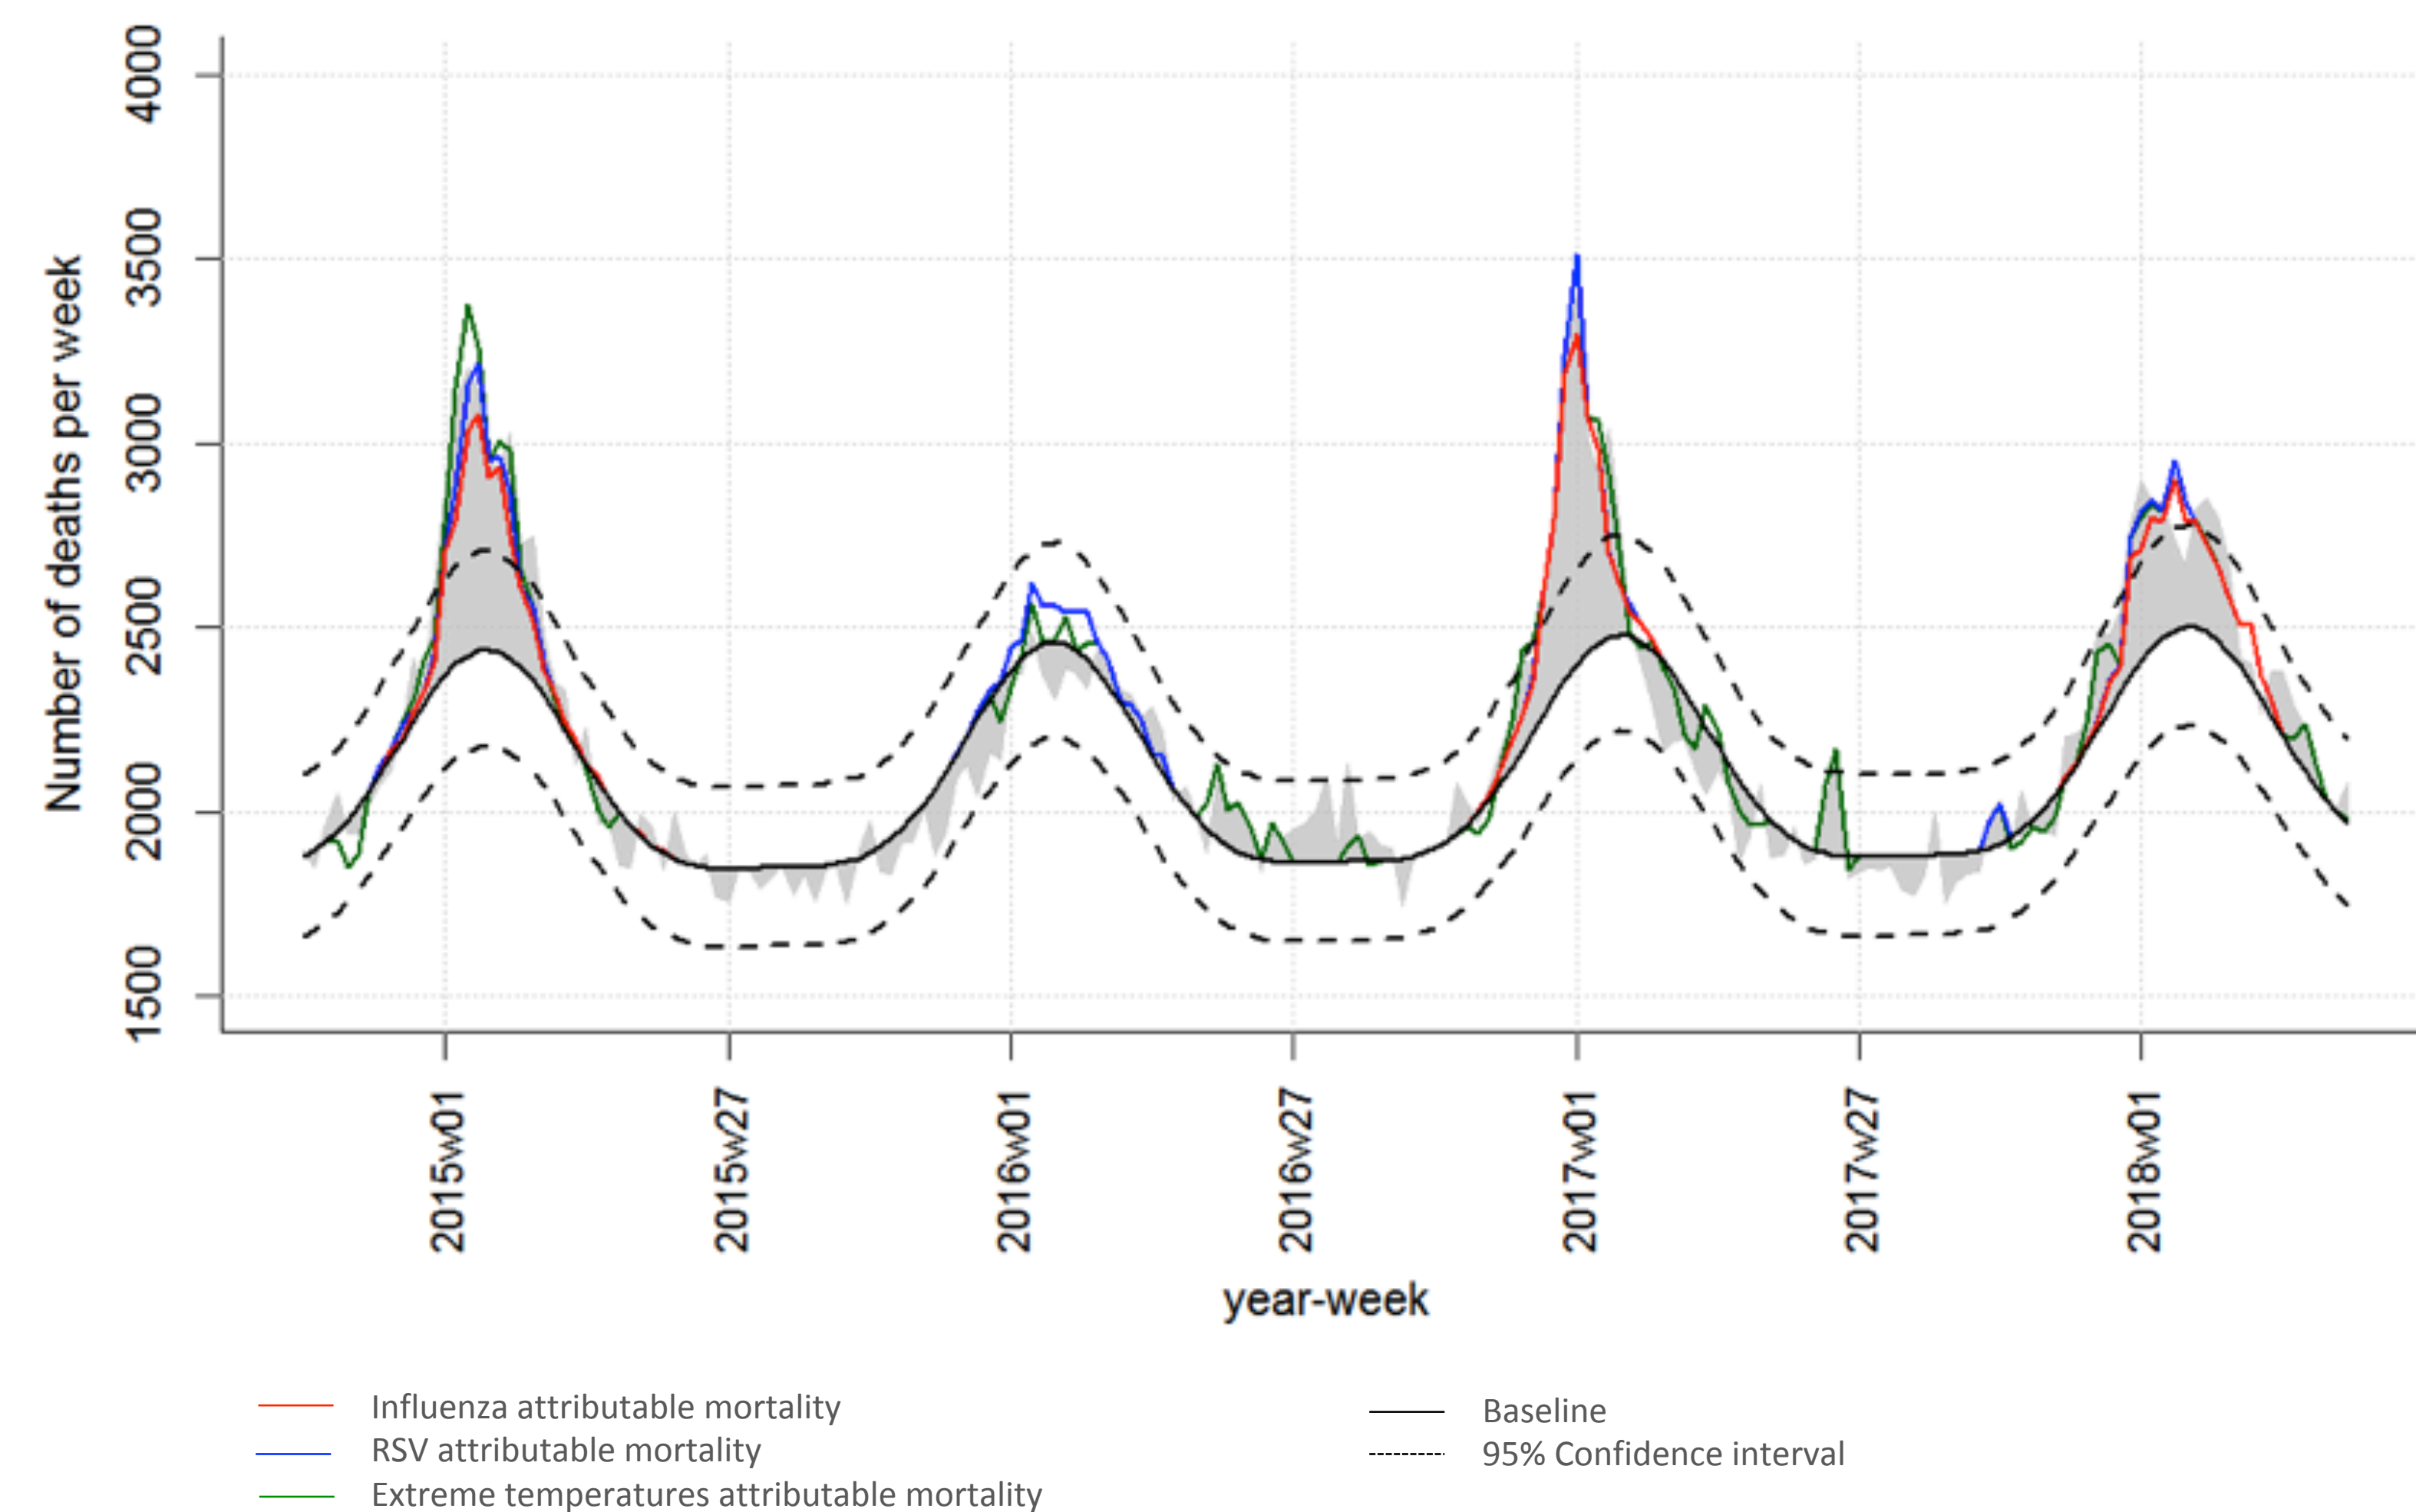 Number of deaths per week
4000
3500
3000
2500
2000
1500
2015w01
2015w27
2016w01
2016w27
2017w01
2017w27
2018w01
year-week
Influenza attributable mortality
RSV attributable mortality
Extreme temperatures attributable mortality
Baseline
95% Confidence interval